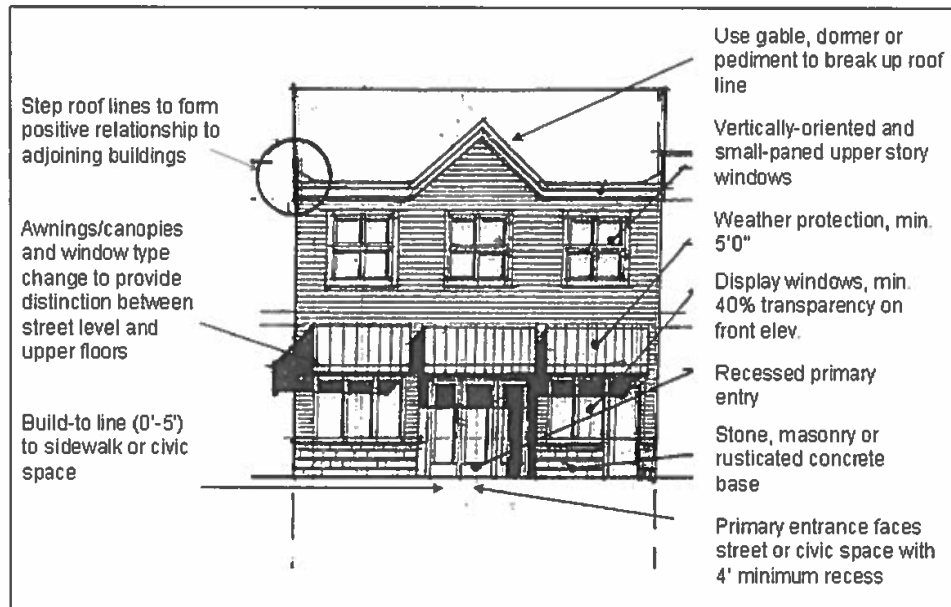 Step roof lines to form
positive relationship to
adjoining buildings
Awnings/canopies
and window type
change to provide
distinction between
street level and
upper floors
Build-to line (0'-5')
to sidewalk or civic
space
Use gable, dormer or
pediment to break up roof
line
Vertically-oriented and
small-paned upper story
windows
Weather protection, min.
5'0"
Display windows, min.
40% transparency on
front elev.
Recessed primary
entry
Stone, masonry or
rusticated concrete
base
Primary entrance faces
street or civic space with
4' minimum recess